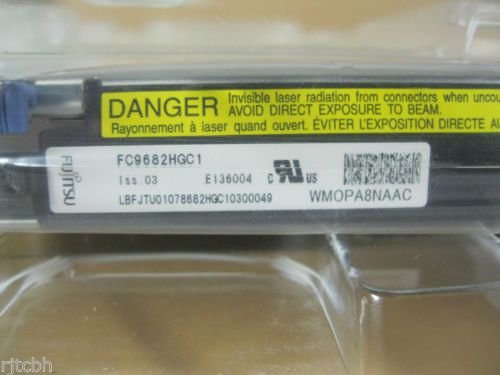 DANGER Invisible laser radiation from connectors when uncou
AVOID DIRECT EXPOSURE TO BEAM.
Rayonnement à laser quand ouvert. ÉVITER L'EXPOSITION DIRECTE AU
FUJITSU
FC9682HGC1
Iss.03 E136004 C US
LBFJTU01078682HGC10300049
WMOPA8NAAC
rjtcbh